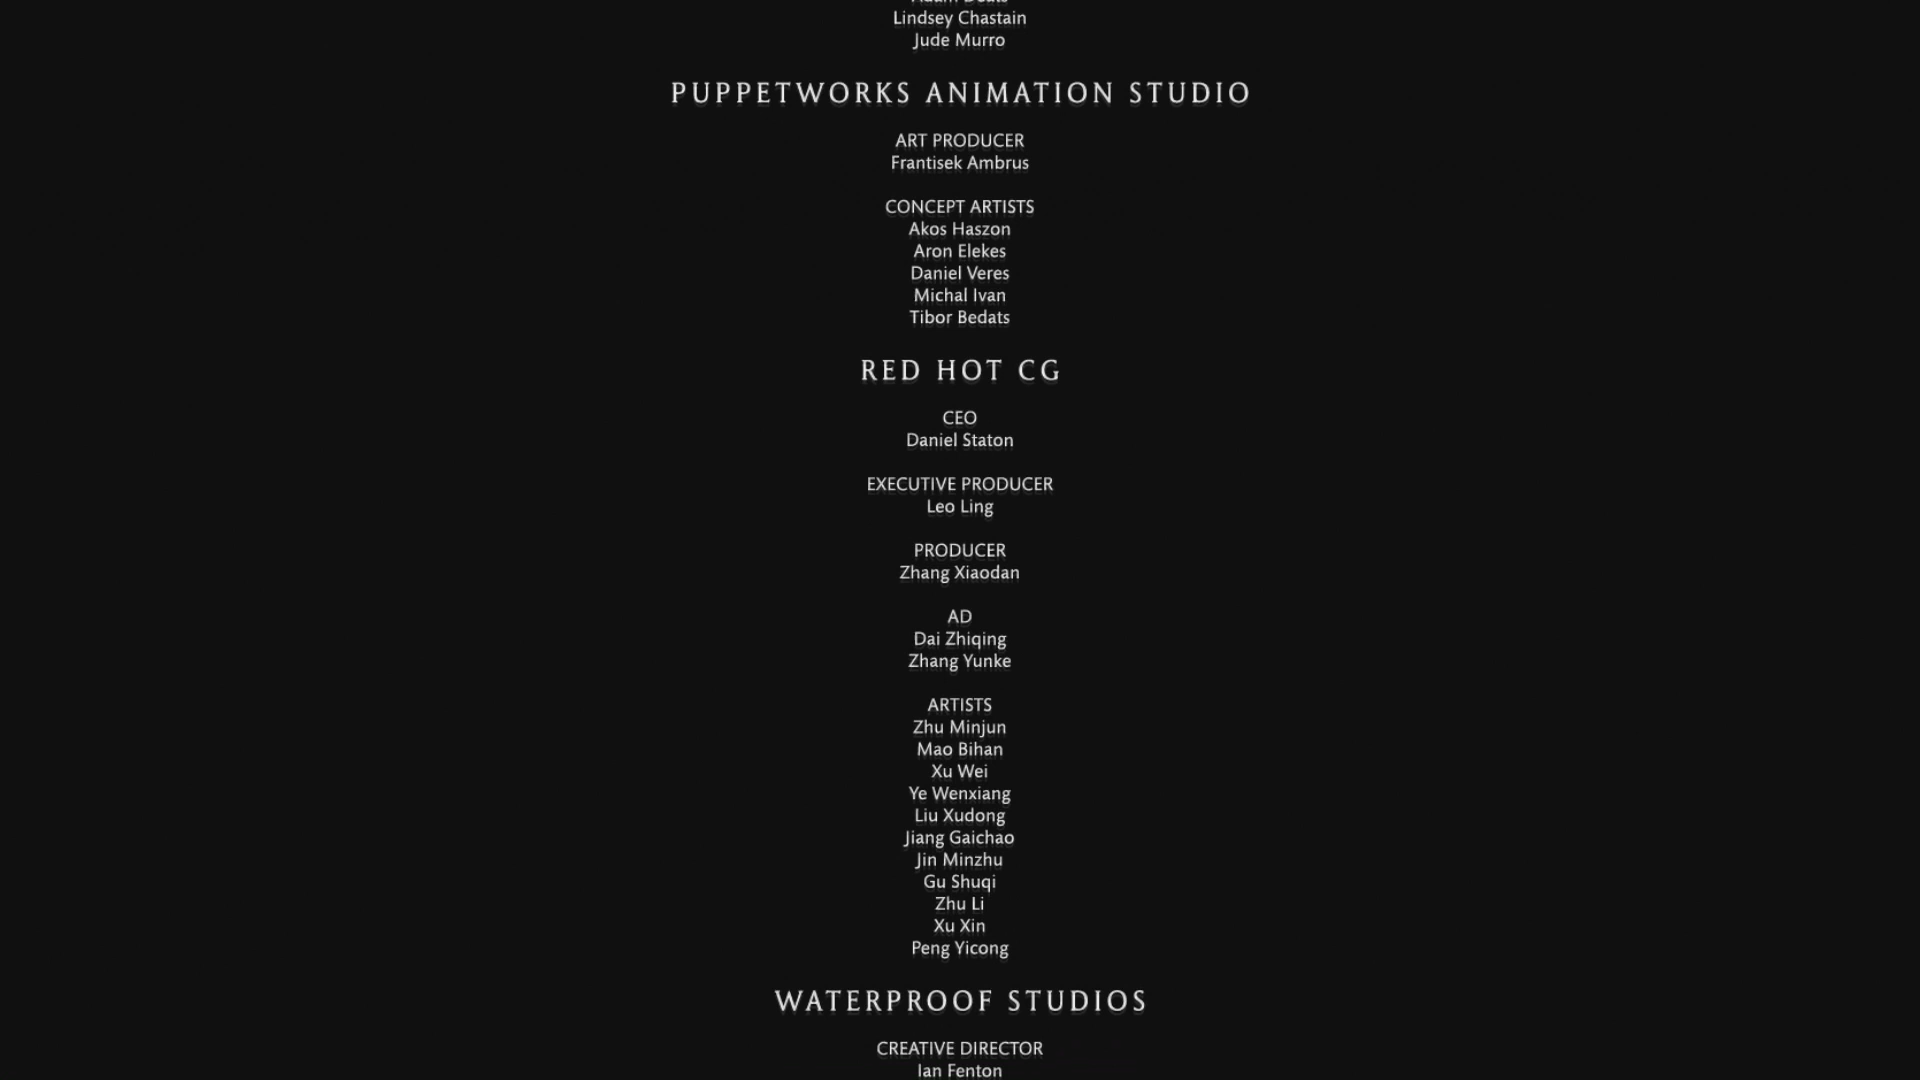 Lindsey Chastain
Jude Murro
PUPPETWORKS ANIMATION STUDIO
ART PRODUCER
Frantisek Ambrus
CONCEPT ARTISTS
Akos Haszon
Aron Elekes
Daniel Veres
Michal Ivan
Tibor Bedats
RED HOT CG
CEO
Daniel Staton
EXECUTIVE PRODUCER
Leo Ling
PRODUCER
Zhang Xiaodan
AD
Dai Zhiqing
Zhang Yunke
ARTISTS
Zhu Minjun
Mao Bihan
Xu Wei
Ye Wenxiang
Liu Xudong
Jiang Gaichao
Jin Minzhu
Gu Shuqi
Zhu Li
Xu Xin
Peng Yicong
WATERPROOF STUDIOS
CREATIVE DIRECTOR
Ian Fenton